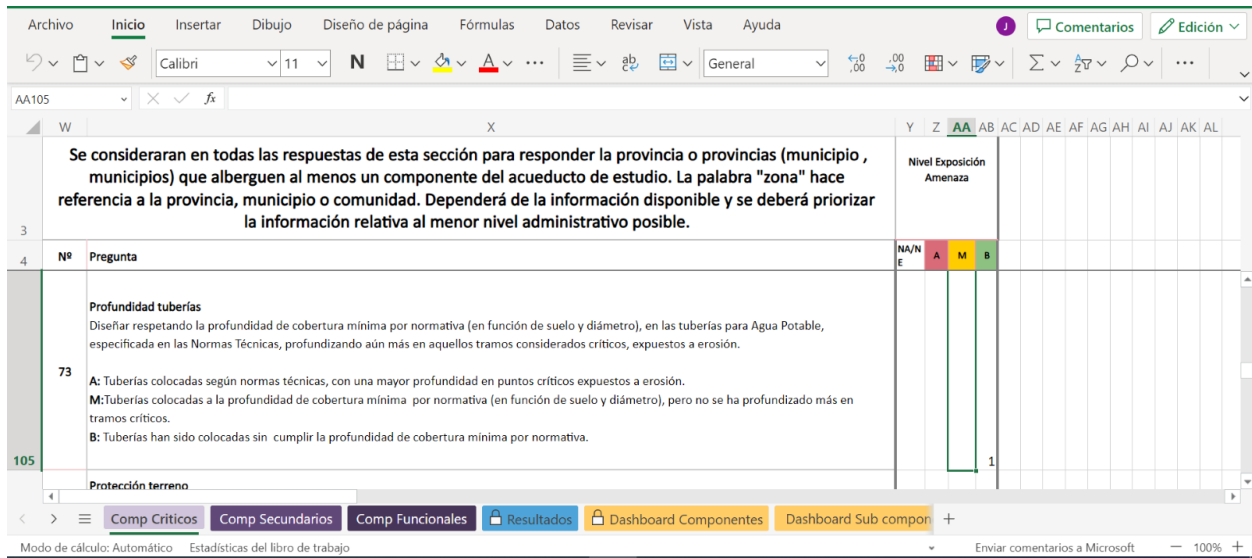 Archivo Inicio Insertar Dibujo Diseño de página Fórmulas Datos Revisar Vista Ayuda J Comentarios Edición
Calibri 11 N A ... ab General ,00 ,00 ...
AA105 fx
W X Y Z AA AB AC AD AE AF AG AH AI AJ AK AL
Se consideraran en todas las respuestas de esta sección para responder la provincia o provincias (municipio ,
municipios) que alberguen al menos un componente del acueducto de estudio. La palabra "zona" hace
referencia a la provincia, municipio o comunidad. Dependerá de la información disponible y se deberá priorizar
la información relativa al menor nivel administrativo posible.
Nivel Exposición
Amenaza
3
4 Nº Pregunta NA/N
E A M B
Profundidad tuberías
Diseñar respetando la profundidad de cobertura mínima por normativa (en función de suelo y diámetro), en las tuberías para Agua Potable,
especificada en las Normas Técnicas, profundizando aún más en aquellos tramos considerados críticos, expuestos a erosión.
73
A: Tuberías colocadas según normas técnicas, con una mayor profundidad en puntos críticos expuestos a erosión.
M:Tuberías colocadas a la profundidad de cobertura mínima por normativa (en función de suelo y diámetro), pero no se ha profundizado más en
tramos críticos.
B: Tuberías han sido colocadas sin cumplir la profundidad de cobertura mínima por normativa.
105 1
Protección terreno
Comp Criticos Comp Secundarios Comp Funcionales Resultados Dashboard Componentes Dashboard Sub compon
Modo de cálculo: Automático Estadísticas del libro de trabajo Enviar comentarios a Microsoft 100%